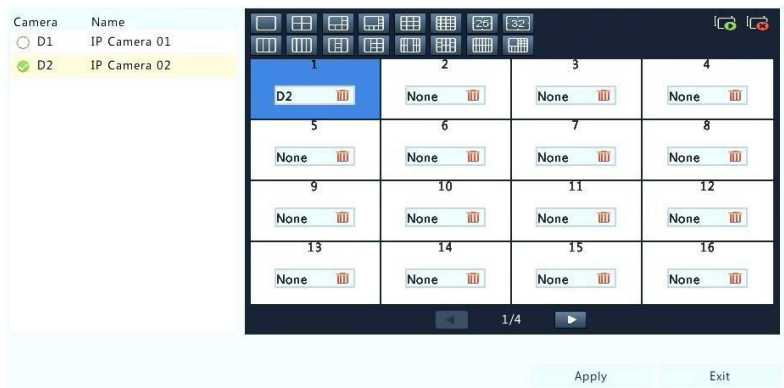 Camera Name
D1 IP Camera 01
D2 IP Camera 02
26 32
1 2 3 4
D2 None None None
5 6 7 8
None None None None
9 10 11 12
None None None None
13 14 15 16
None None None None
1/4
Apply Exit